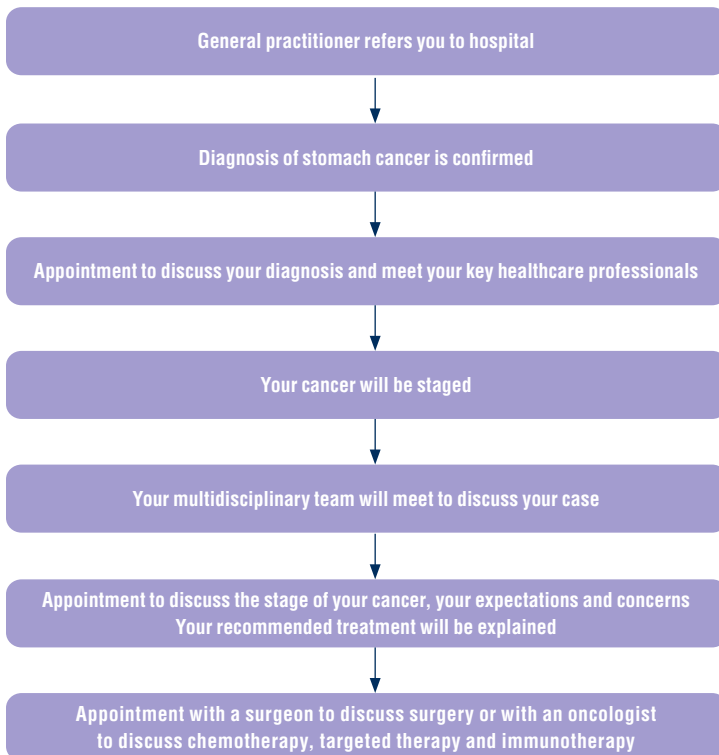 General practitioner refers you to hospital
Diagnosis of stomach cancer is confirmed
Appointment to discuss your diagnosis and meet your key healthcare professionals
Your cancer will be staged
Your multidisciplinary team will meet to discuss your case
Appointment to discuss the stage of your cancer, your expectations and concerns
Your recommended treatment will be explained
Appointment with a surgeon to discuss surgery or with an oncologist
to discuss chemotherapy, targeted therapy and immunotherapy